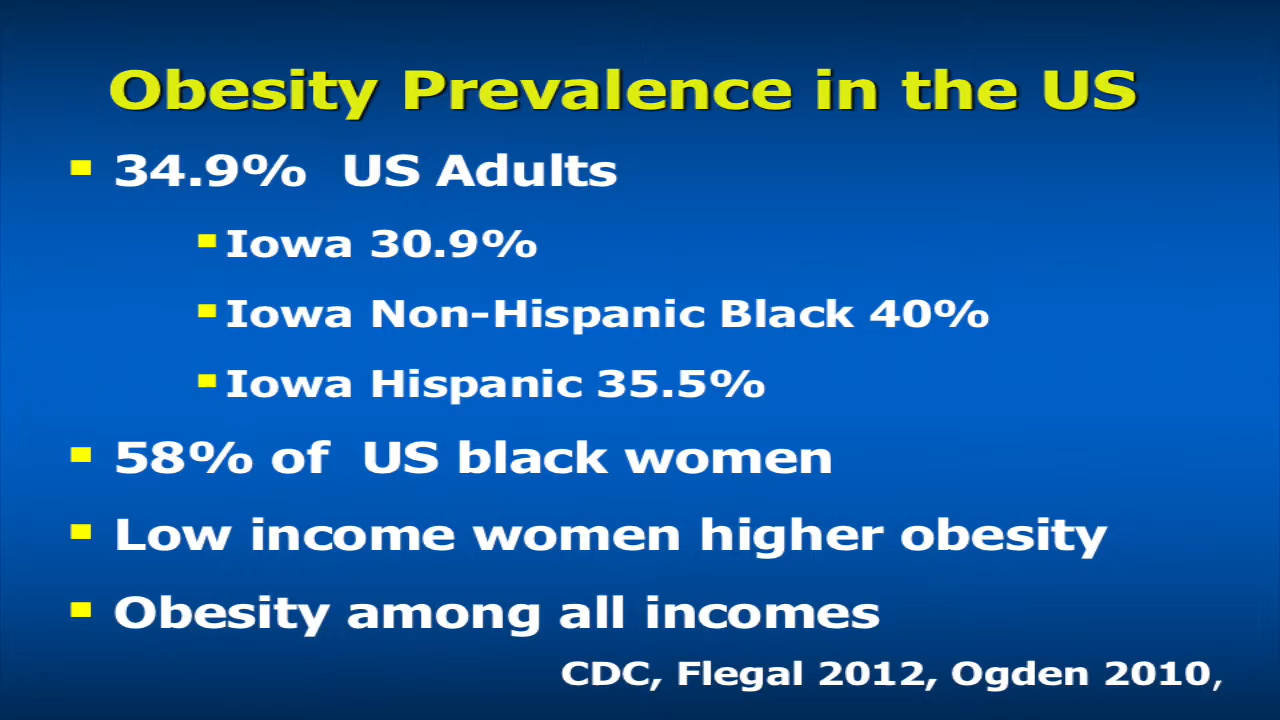 Obesity Prevalence in the US
34.9% US Adults
Iowa 30.9%
Iowa Non-Hispanic Black 40%
Iowa Hispanic 35.5%
58% of US black women
Low income women higher obesity
Obesity among all incomes
CDC, Flegal 2012, Ogden 2010,